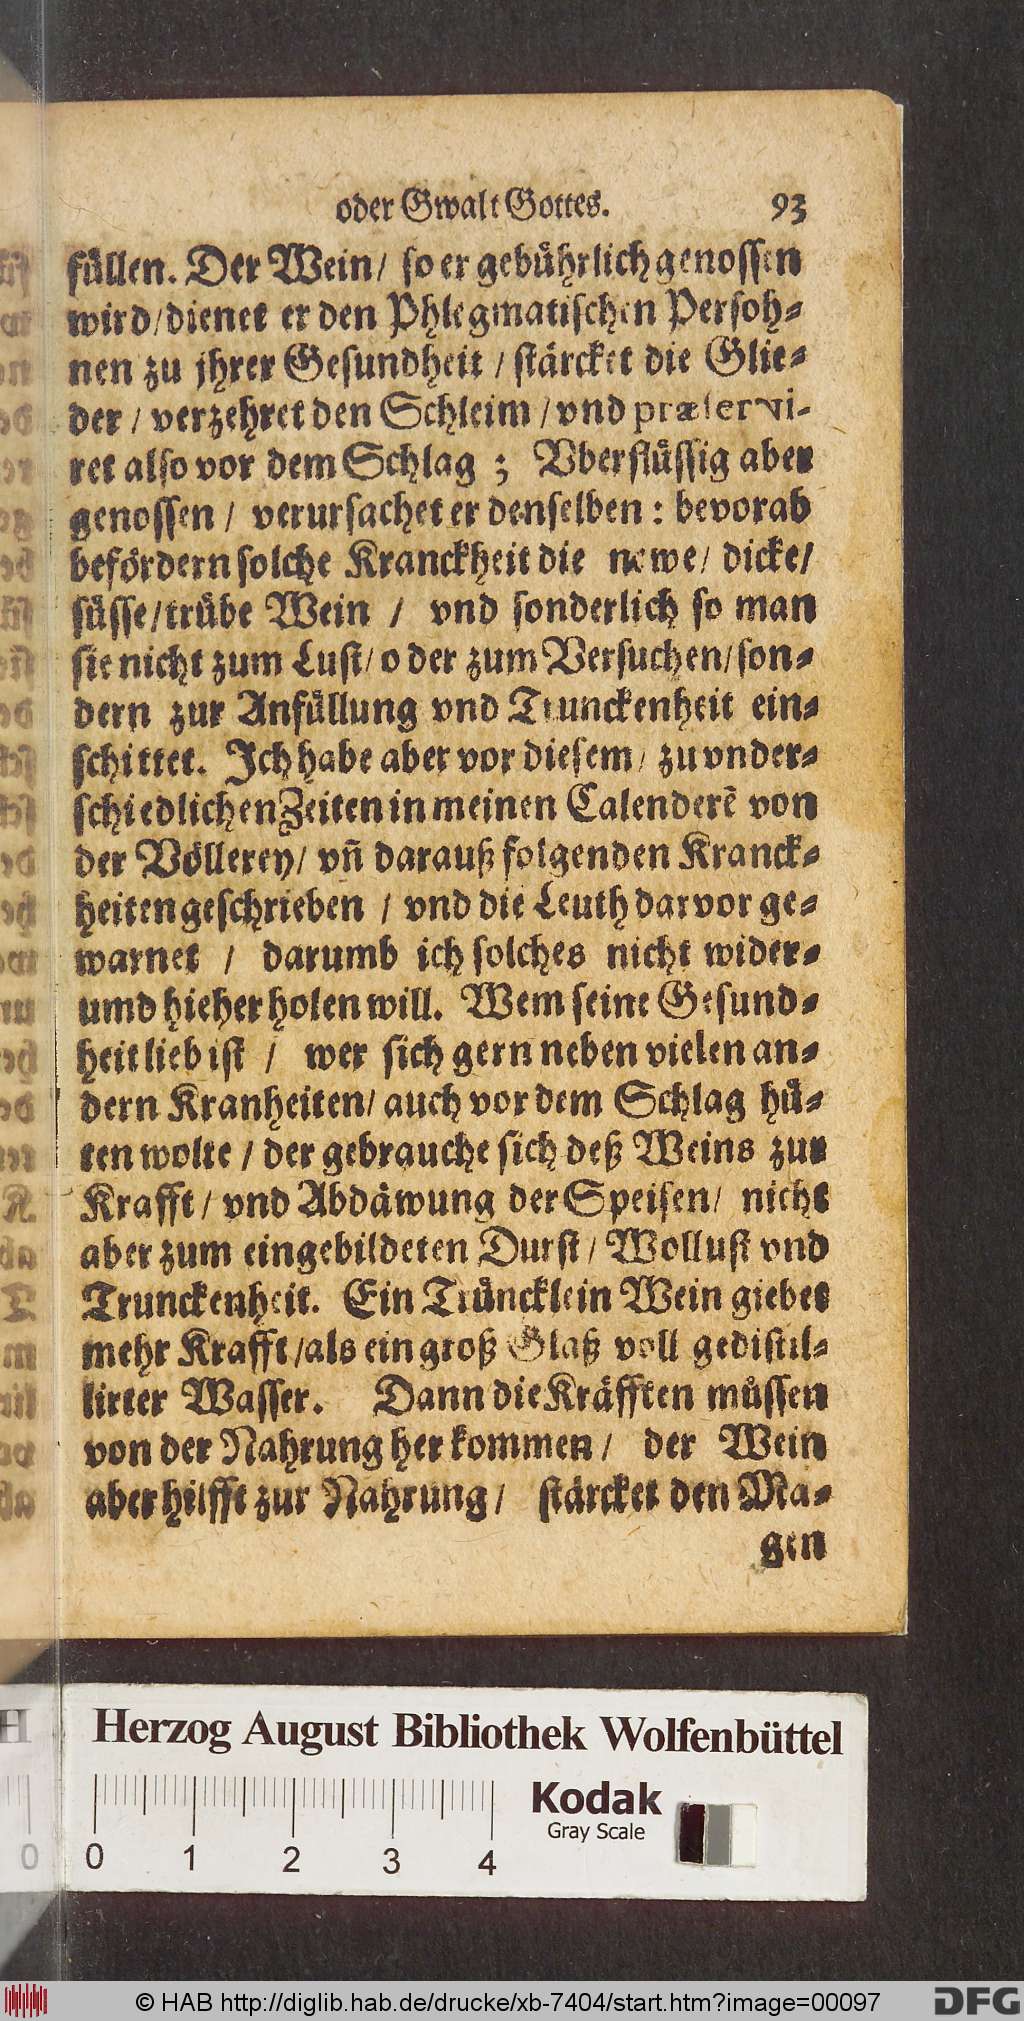 oder Gwalt Gottes. 93
füllen. Der Wein/ so er gebührlich genossen
wird/dienet er den Phlegmatischen Persoh-
nen zu jhrer Gesundheit / stärcket die Glie-
der / verzehret den Schleim / vnd præservi-
ret also vor dem Schlag ; Vberflüssig aber
genossen / verursachet er denselben : bevorab
befördern solche Kranckheit die newe/ dicke/
süsse/trübe Wein / vnd sonderlich so man
sie nicht zum Lust/ oder zum Versuchen/son-
dern zur Anfüllung vnd Trunckenheit ein-
schittet. Ich habe aber vor diesem/ zu vnder-
schiedlichen Zeiten in meinen Calenderẽ von
der Völlerey/ vñ darauß folgenden Kranck-
heiten geschrieben / vnd die Leuth darvor ge-
warnet / darumb ich solches nicht wider-
umd hieher holen will. Wem seine Gesund-
heit lieb ist / wer sich gern neben vielen an-
dern Kranheiten/ auch vor dem Schlag hü-
ten wolte / der gebrauche sich deß Weins zur
Krafft / vnd Abdäwung der Speisen/ nicht
aber zum eingebildeten Durst / Wollust vnd
Trunckenheit. Ein Trüncklein Wein giebet
mehr Krafft /als ein groß Glaß voll gedistil-
lirter Wasser. Dann die Kräfften müssen
von der Nahrung her kommen / der Wein
aber hilfft zur Nahrung / stärcket den Ma-
gen
Herzog August Bibliothek Wolfenbüttel
Kodak
Gray Scale
0 0 1 2 3 4
© HAB http://diglib.hab.de/drucke/xb-7404/start.htm?image=00097 DFG